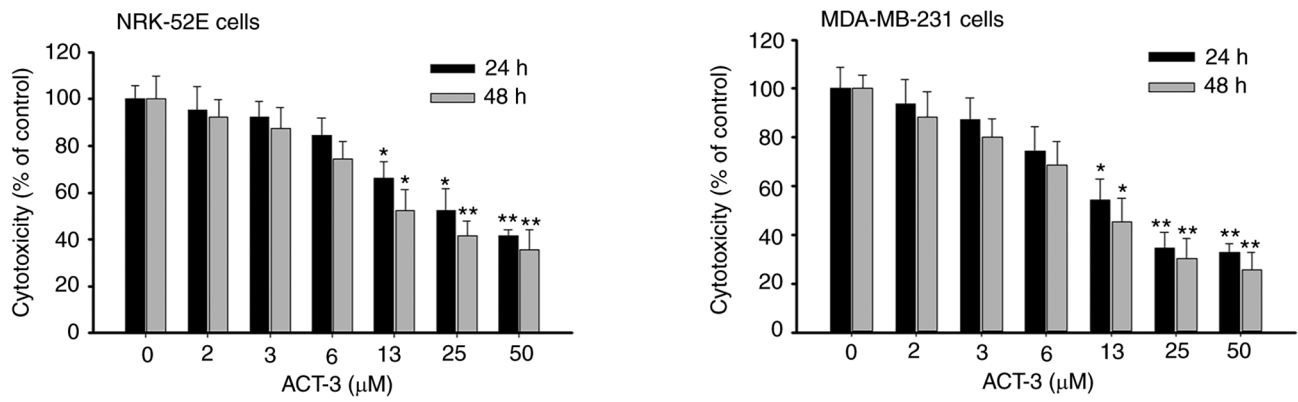 NRK-52E cells
120
100
80
60
40
20
0
Cytotoxicity (% of control)
24 h
48 h
*
*
*
**
**
**
0 2 3 6 13 25 50
ACT-3 (μM)
MDA-MB-231 cells
120
100
80
60
40
20
0
Cytotoxicity (% of control)
24 h
48 h
*
*
**
**
**
**
0 2 3 6 13 25 50
ACT-3 (μM)